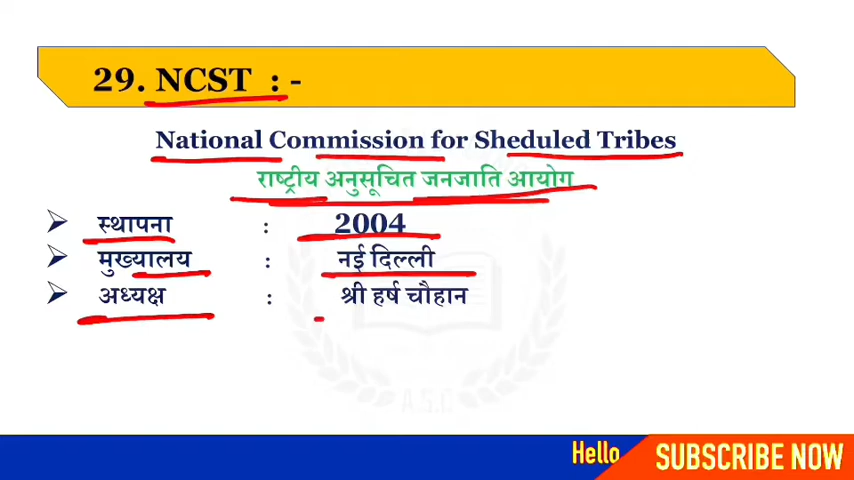 29. NCST : -
National Commission for Sheduled Tribes
राष्ट्रीय अनुसूचित जनजाति आयोग
➢ स्थापना : 2004
➢ मुख्यालय : नई दिल्ली
➢ अध्यक्ष : श्री हर्ष चौहान
A.S.C
Hello SUBSCRIBE NOW